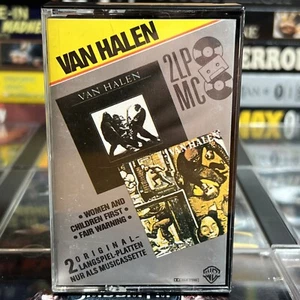 VAN HALEN
2LP
MC
VAN HALEN
VAN HALEN
• WOMEN AND
CHILDREN FIRST •
• FAIR WARNING •
2 ORIGINAL-
LANGSPIEL-PLATTEN
NUR ALS MUSICASSETTE
ERROR